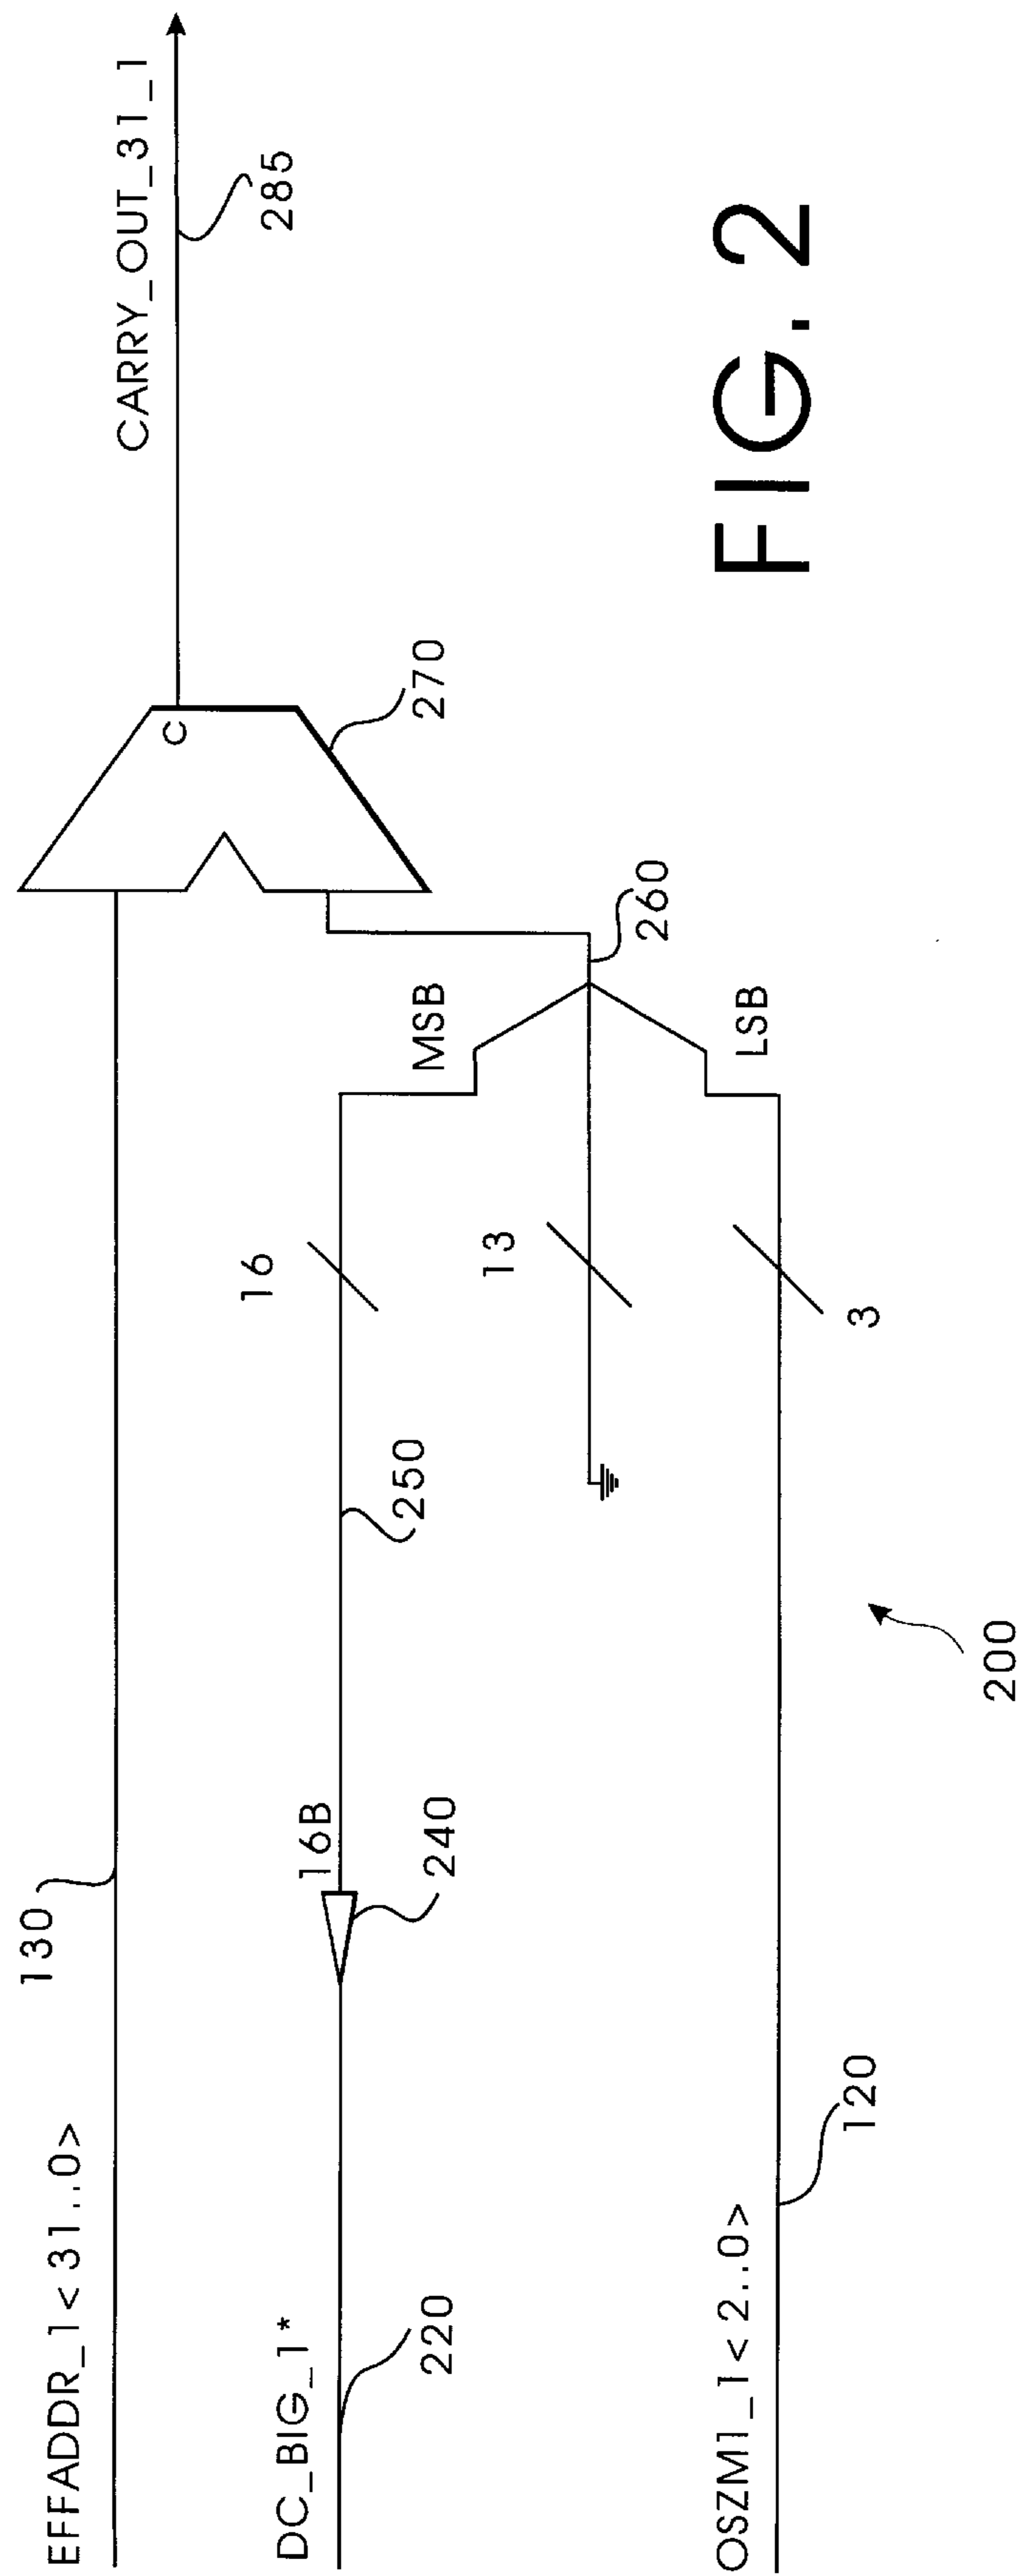 CARRY_OUT_31_1
285
C
270
130
EFFADDR_1<31..0>
MSB
260
LSB
16
13
3
250
16B
240
DC_BIG_1*
220
OSZM1_1<2..0>
120
200
FIG. 2